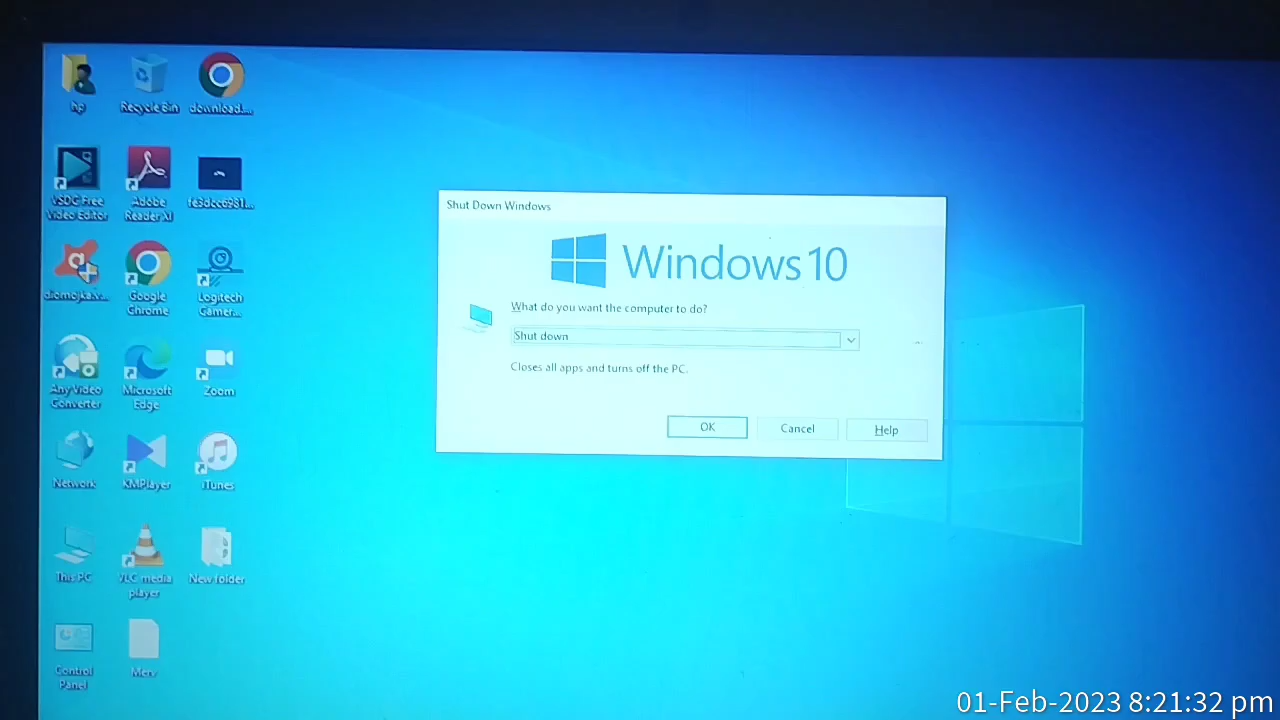 hp
Recycle Bin
download....
VSDC Free
Video Editor
Adobe
Reader XI
fe3dcc6981...
Google
Chrome
Logitech
Gamer...
Any Video
Converter
Microsoft
Edge
Zoom
Network
KMPlayer
iTunes
This PC
VLC media
player
New folder
Control
Panel
Shut Down Windows
Windows 10
What do you want the computer to do?
Shut down
Closes all apps and turns off the PC.
OK
Cancel
Help
01-Feb-2023 8:21:32 pm